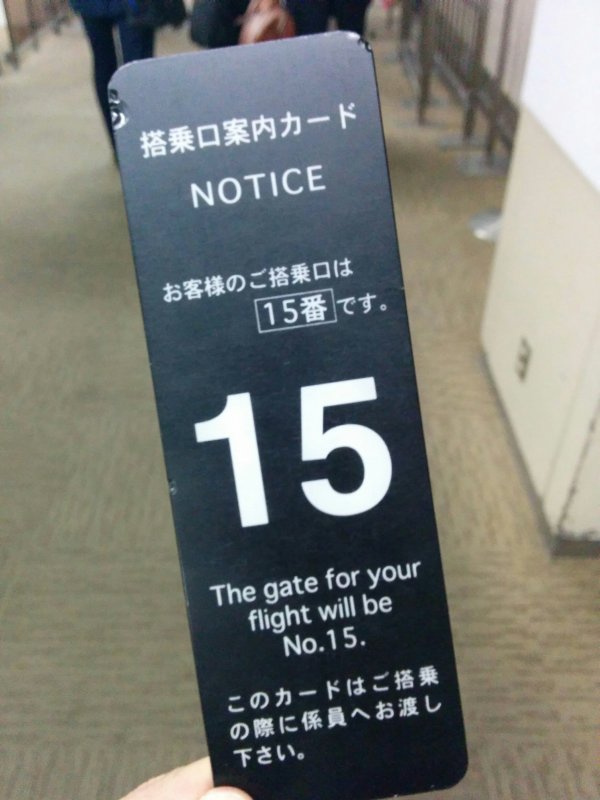 搭乗口案内カード
NOTICE
お客様のご搭乗口は
15番です。
15
The gate for your
flight will be
No.15.
このカードはご搭乗
の際に係員へお渡し
下さい。